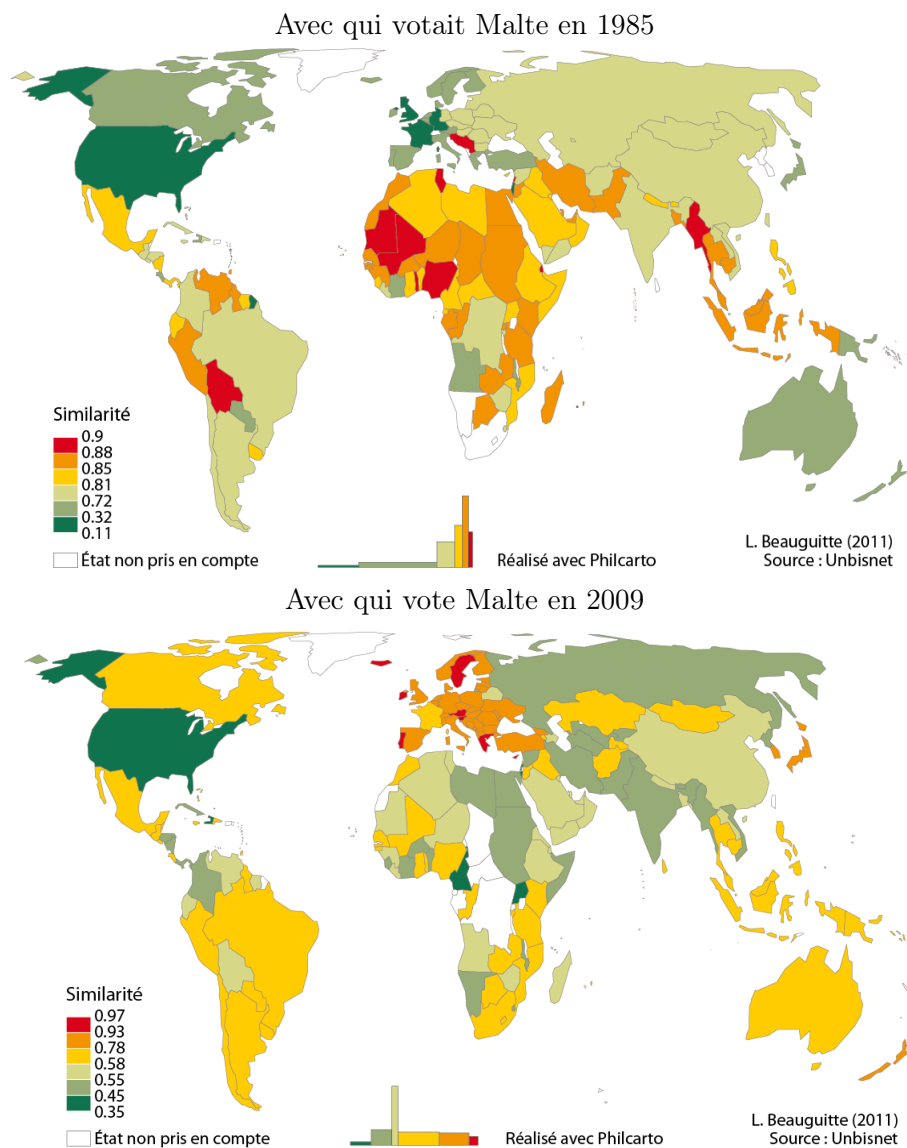 Avec qui votait Malte en 1985
Similarité
0.9
0.88
0.85
0.81
0.72
0.32
0.11
État non pris en compte
Réalisé avec Philcarto
L. Beauguitte (2011)
Source : Unbisnet
Avec qui vote Malte en 2009
Similarité
0.97
0.93
0.78
0.58
0.55
0.45
0.35
État non pris en compte
Réalisé avec Philcarto
L. Beauguitte (2011)
Source : Unbisnet